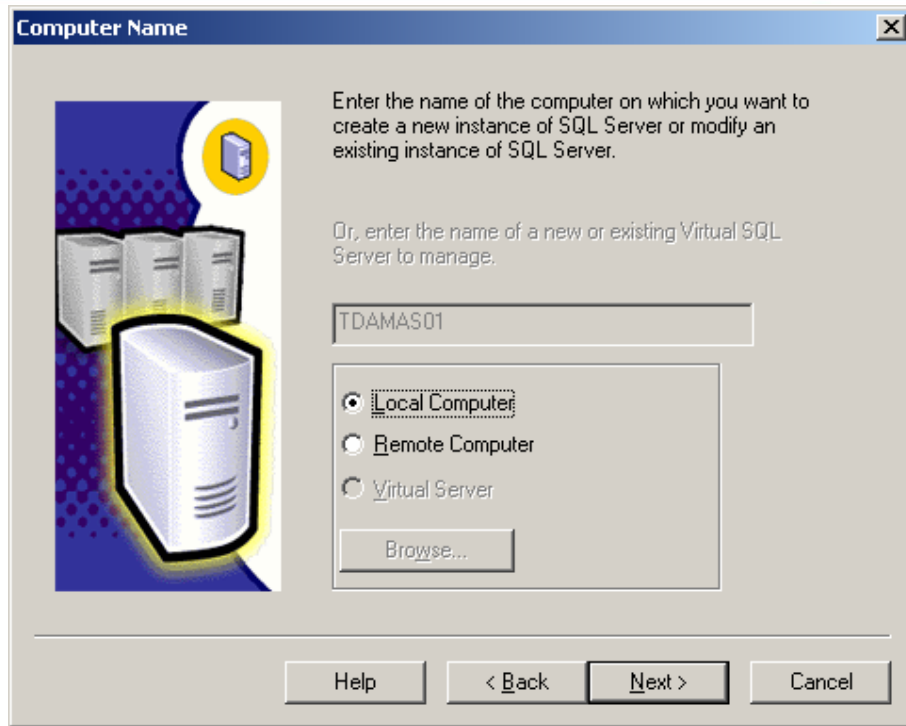 Computer Name
Enter the name of the computer on which you want to
create a new instance of SQL Server or modify an
existing instance of SQL Server.
Or, enter the name of a new or existing Virtual SQL
Server to manage.
TDAMAS01
Local Computer
Remote Computer
Virtual Server
Browse...
Help
< Back
Next >
Cancel